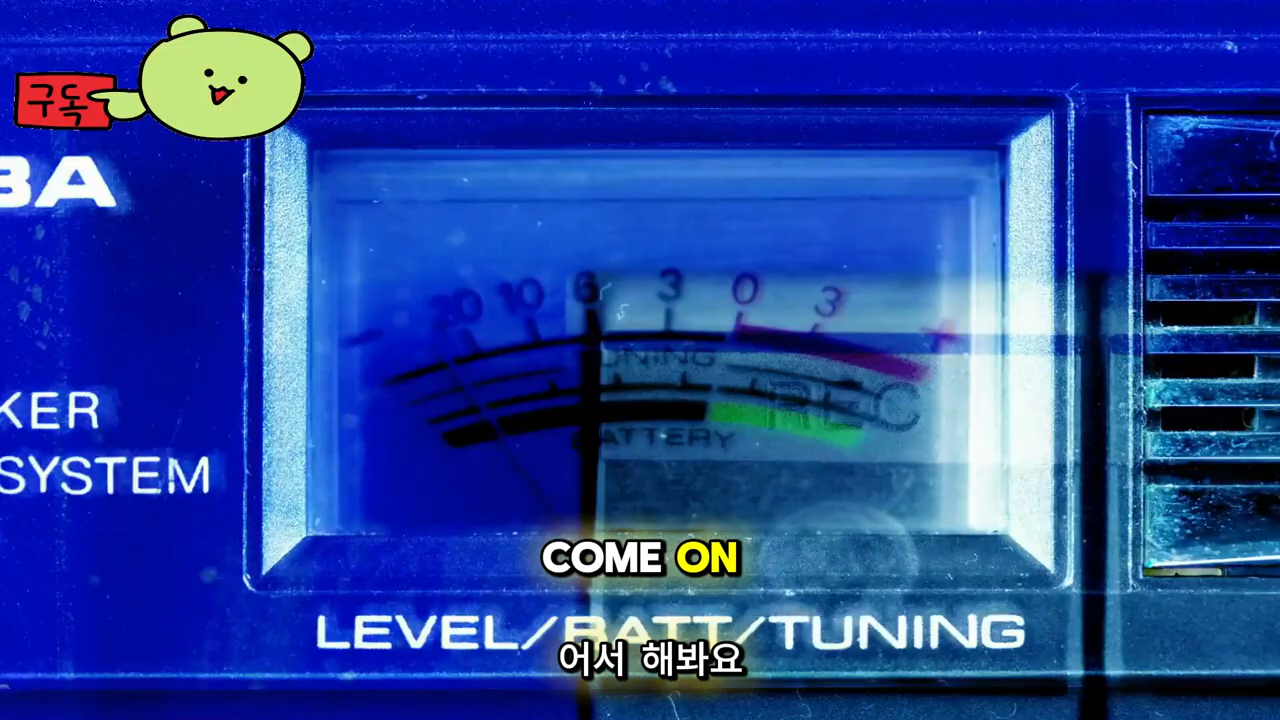 구독
BA
20 10 6 3 0 3
- +
TUNING
REC
BATTERY
KER
SYSTEM
COME ON
LEVEL/BATT/TUNING
어서 해봐요